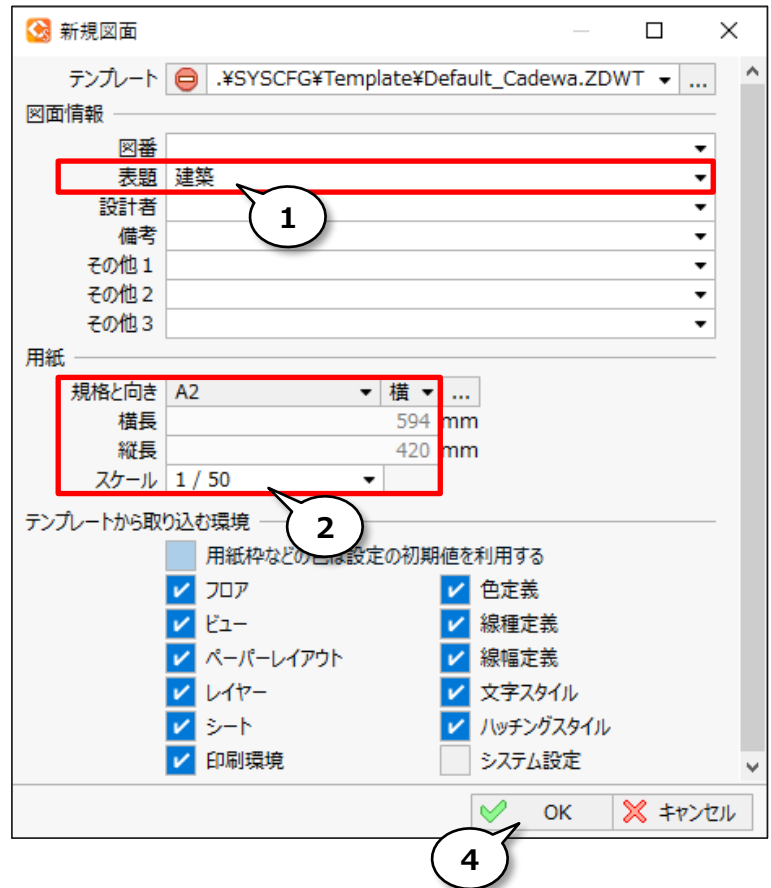 新規図面
テンプレート .¥SYSCFG¥Template¥Default_Cadewa.ZDWT ...
図面情報
図番
表題 建築
1
設計者
備考
その他 1
その他 2
その他 3
用紙
規格と向き A2 横 ...
横長 594 mm
縦長 420 mm
スケール 1 / 50
2
テンプレートから取り込む環境
用紙枠などの色は設定の初期値を利用する
フロア 色定義
ビュー 線種定義
ペーパーレイアウト 線幅定義
レイヤー 文字スタイル
シート ハッチングスタイル
印刷環境 システム設定
OK キャンセル
4